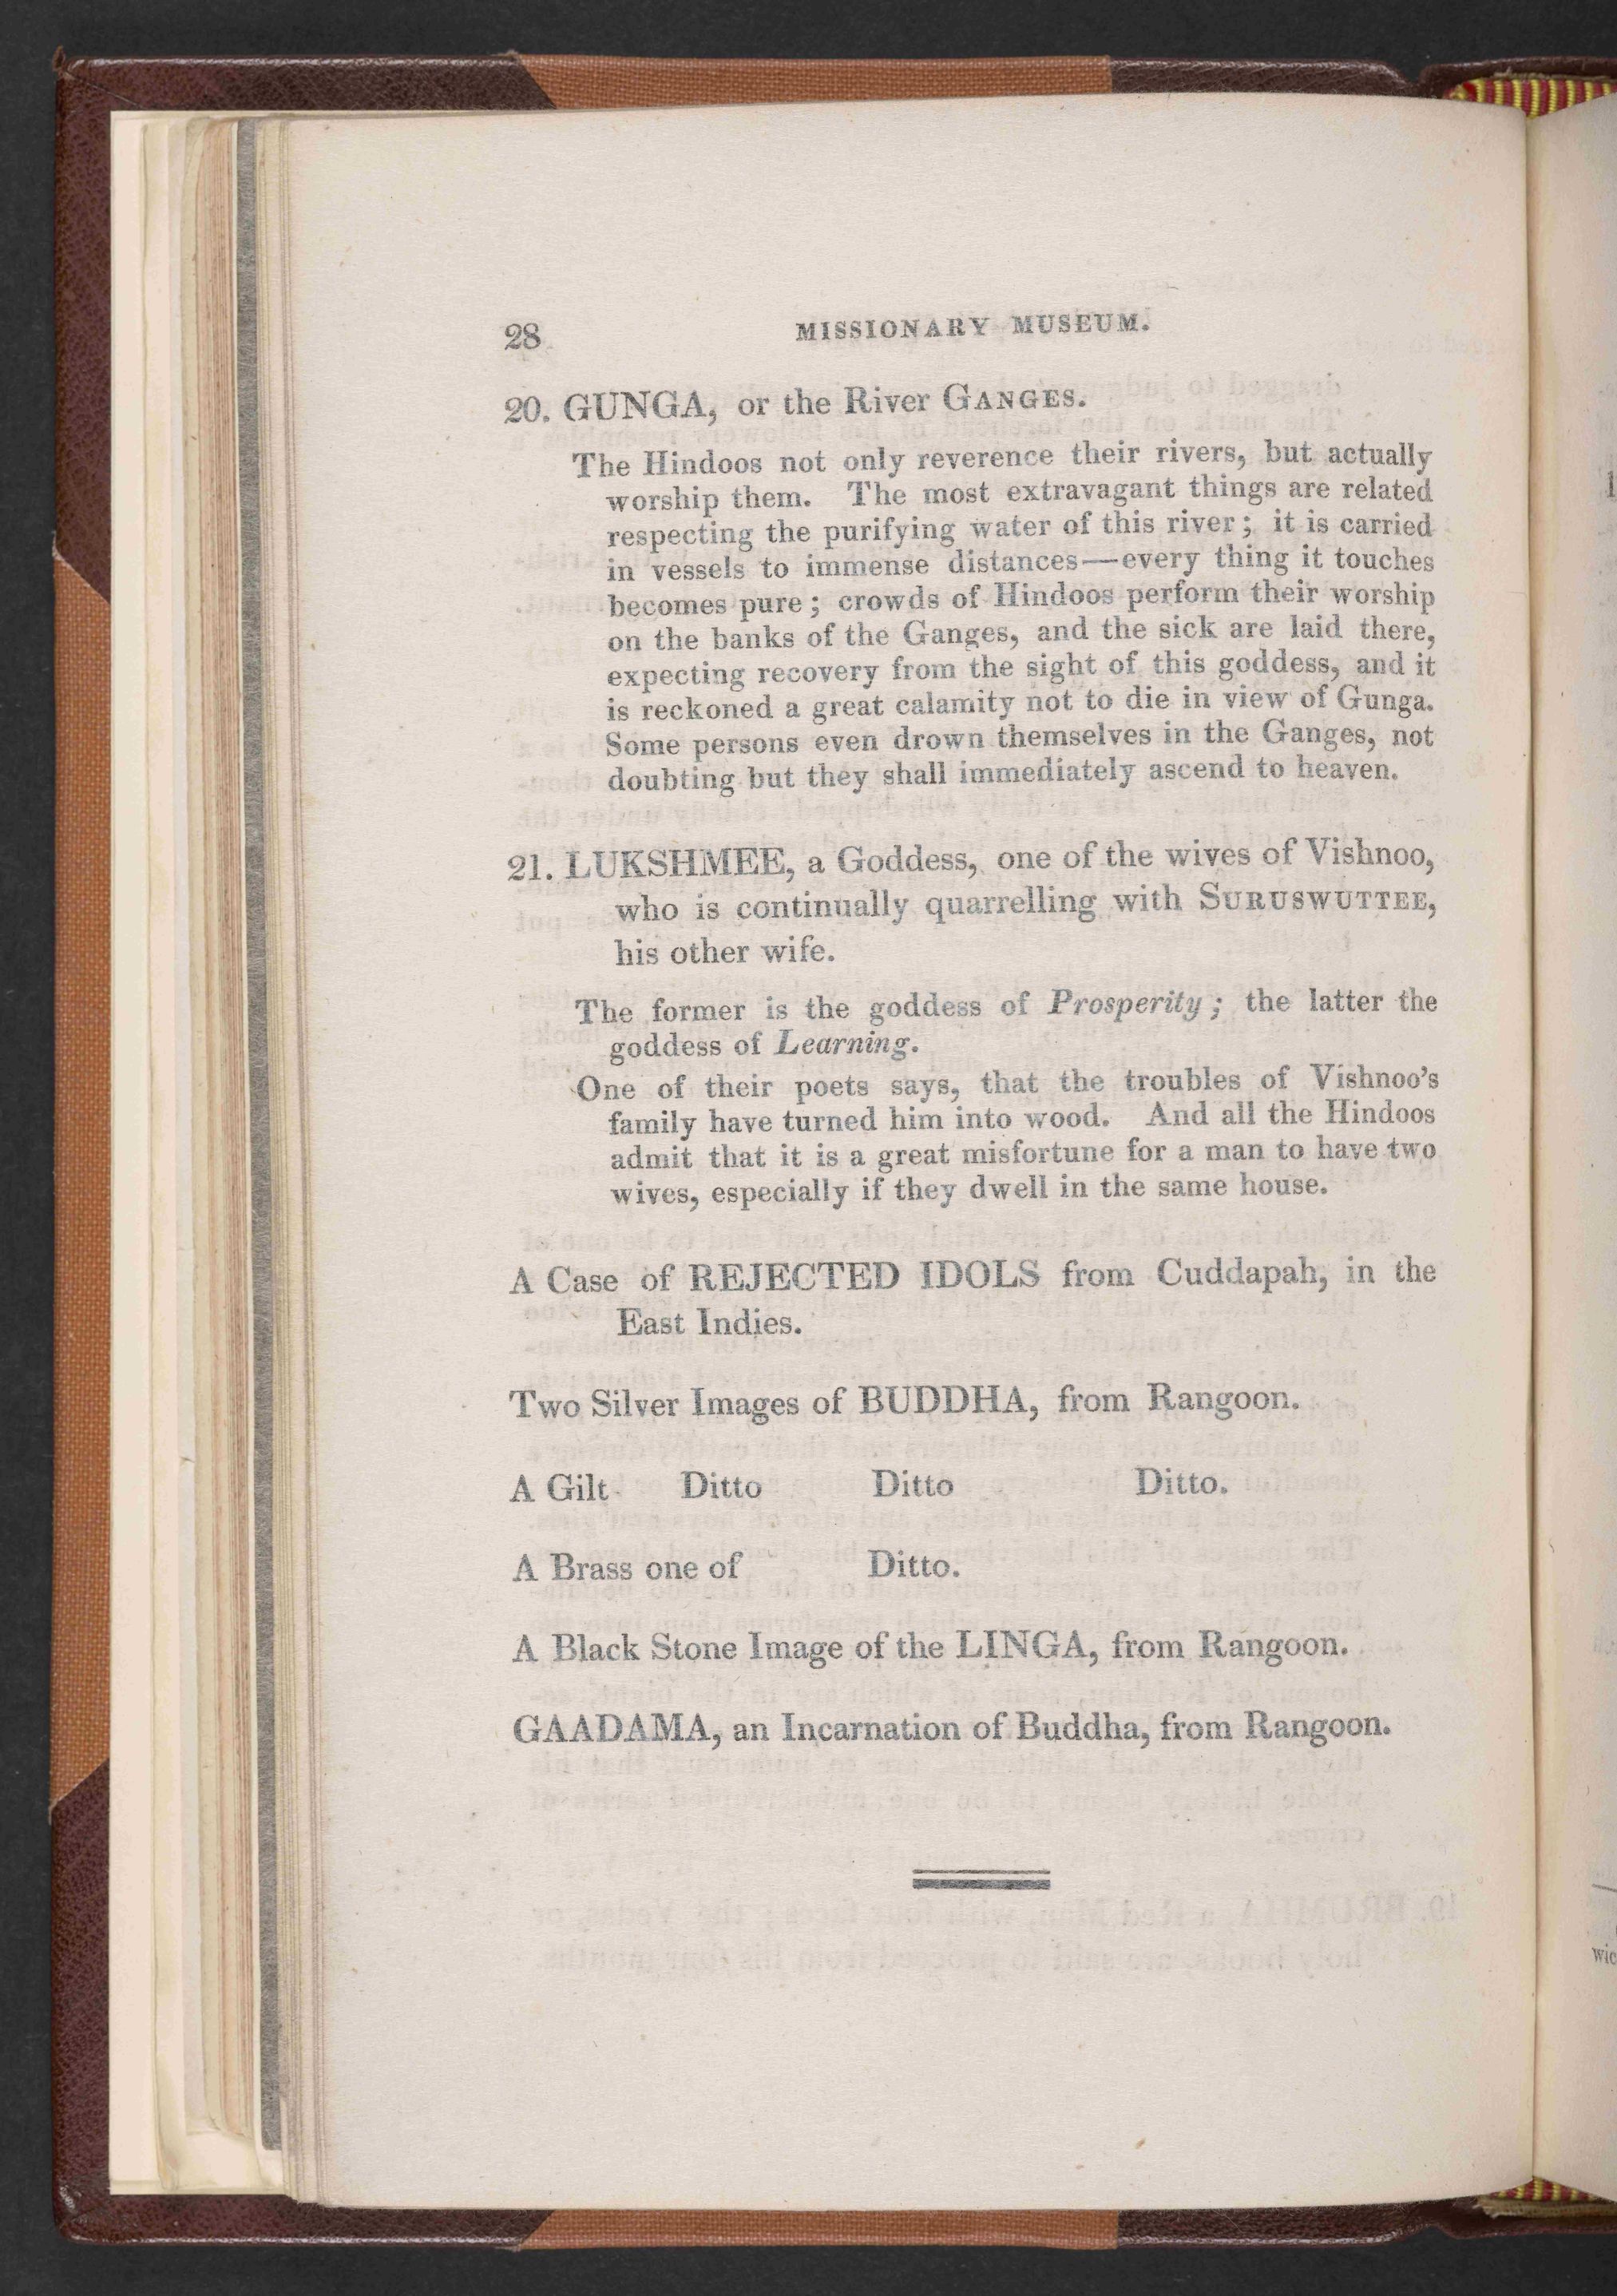 28
MISSIONARY MUSEUM.
20. GUNGA, or the River GANGES.
The Hindoos not only reverence their rivers, but actually
worship them. The most extravagant things are related
respecting the purifying water of this river; it is carried
in vessels to immense distances—every thing it touches
becomes pure; crowds of Hindoos perform their worship
on the banks of the Ganges, and the sick are laid there,
expecting recovery from the sight of this goddess, and it
is reckoned a great calamity not to die in view of Gunga.
Some persons even drown themselves in the Ganges, not
doubting but they shall immediately ascend to heaven.
21. LUKSHMEE, a Goddess, one of the wives of Vishnoo,
who is continually quarrelling with SURUSWUTTEE,
his other wife.
The former is the goddess of Prosperity; the latter the
goddess of Learning.
One of their poets says, that the troubles of Vishnoo's
family have turned him into wood. And all the Hindoos
admit that it is a great misfortune for a man to have two
wives, especially if they dwell in the same house.
A Case of REJECTED IDOLS from Cuddapah, in the
East Indies.
Two Silver Images of BUDDHA, from Rangoon.
A Gilt Ditto Ditto Ditto.
A Brass one of Ditto.
A Black Stone Image of the LINGA, from Rangoon.
GAADAMA, an Incarnation of Buddha, from Rangoon.